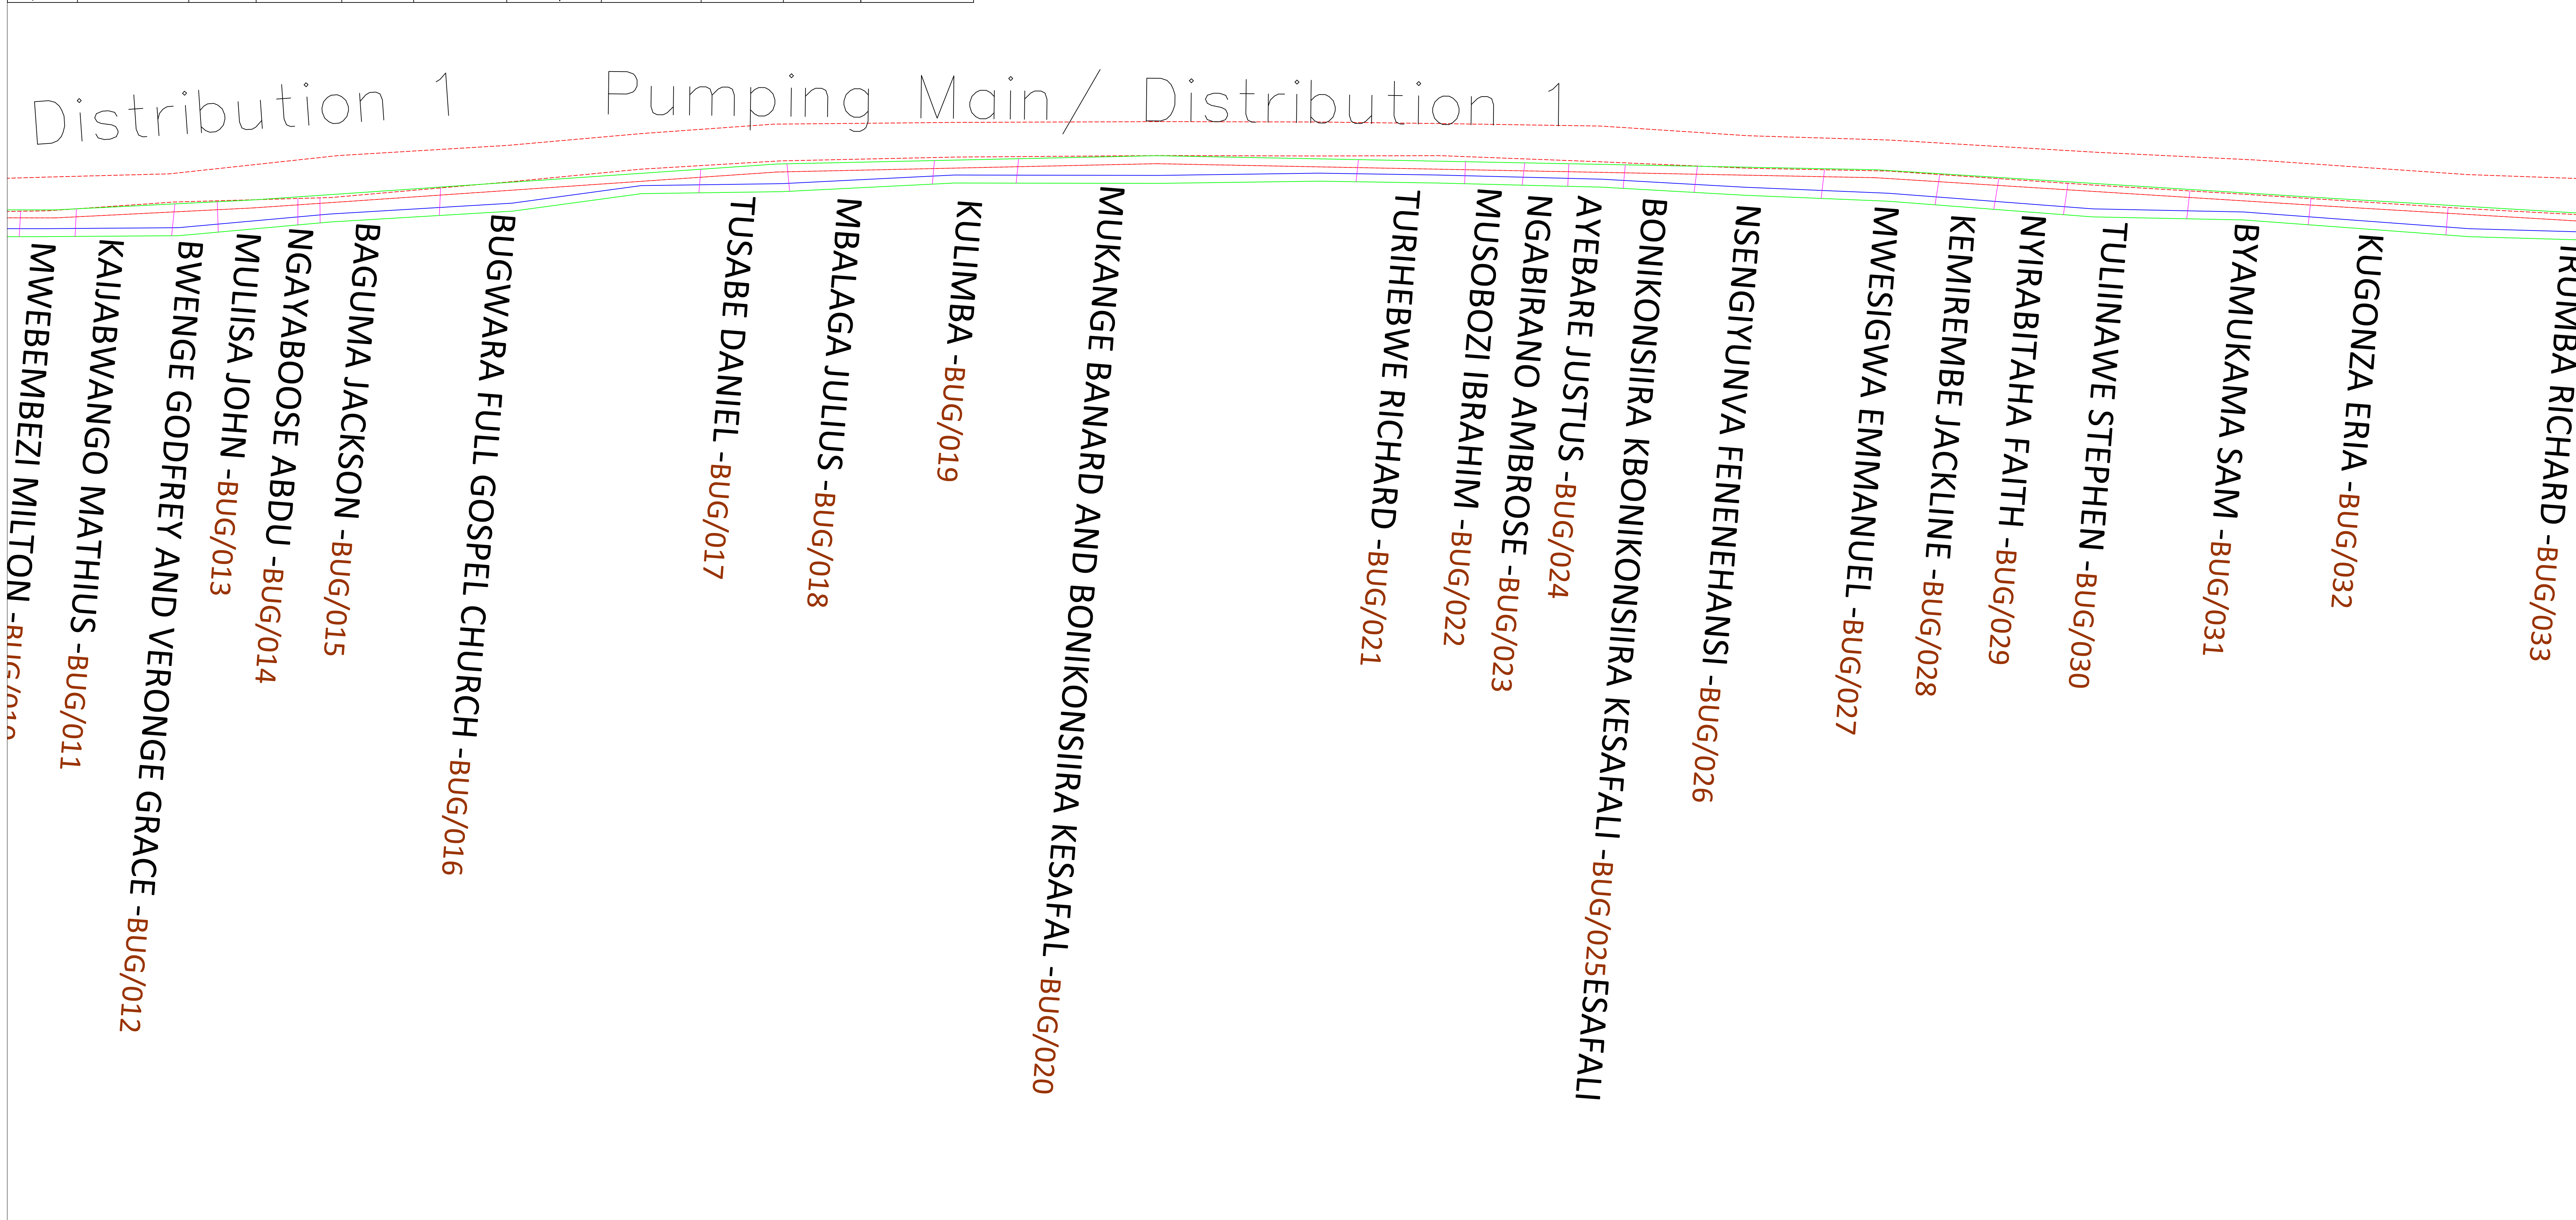 Distribution 1
Pumping Main/ Distribution 1
MWEBEMBEZI MILTON -
KAIJABWANGO MATHIUS -BUG/011
BWENGE GODFREY AND VERONGE GRACE -BUG/012
MULIISA JOHN -BUG/013
NGAYABOOSE ABDU -BUG/014
BAGUMA JACKSON -BUG/015
BUGWARA FULL GOSPEL CHURCH -BUG/016
TUSABE DANIEL -BUG/017
MBALAGA JULIUS -BUG/018
KULIMBA -BUG/019
MUKANGE BANARD AND BONIKONSIIRA KESAFAL -BUG/020
TURIHEBWE RICHARD -BUG/021
MUSOBOZI IBRAHIM -BUG/022
NGABIRANO AMBROSE -BUG/023
AYEBARE JUSTUS -BUG/024
BONIKONSIIRA KBONIKONSIIRA KESAFALI -BUG/025ESAFALI
NSENGIYUNVA FENENEHANSI -BUG/026
MWESIGWA EMMANUEL -BUG/027
KEMIREMBE JACKLINE -BUG/028
NYIRABITAHA FAITH -BUG/029
TULIINAWE STEPHEN -BUG/030
BYAMUKAMA SAM -BUG/031
KUGONZA ERIA -BUG/032
RICHARD -BUG/033